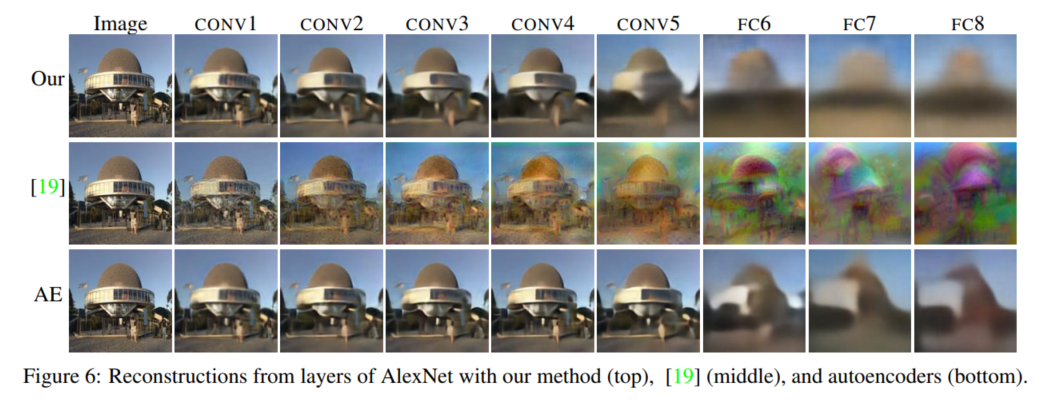 Image CONV1 CONV2 CONV3 CONV4 CONV5 FC6 FC7 FC8
Our
[19]
AE
Figure 6: Reconstructions from layers of AlexNet with our method (top), [19] (middle), and autoencoders (bottom).